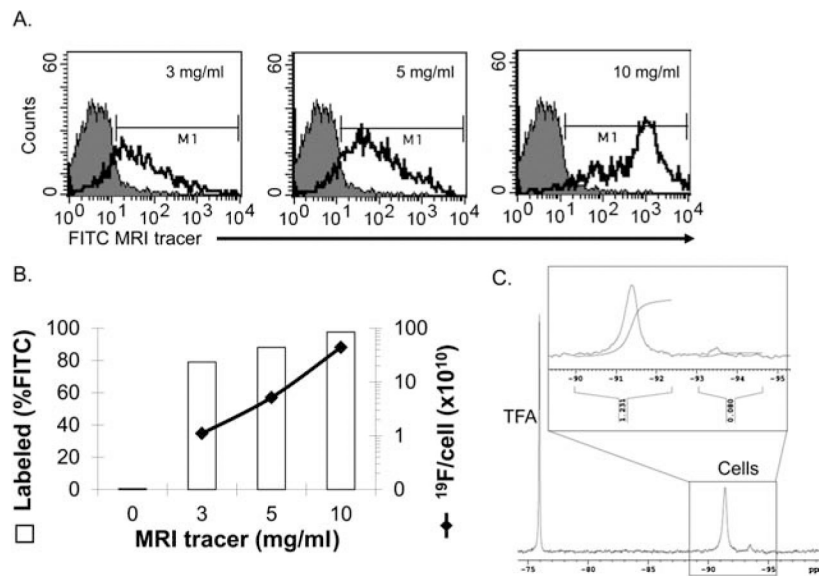 A.
3 mg/ml
5 mg/ml
10 mg/ml
Counts
60
0
M1
10^0 10^1 10^2 10^3 10^4
60
0
M1
10^0 10^1 10^2 10^3 10^4
60
0
M1
10^0 10^1 10^2 10^3 10^4
FITC MRI tracer
B.
Labeled (%FITC)
100
80
60
40
20
0
100
10
1
0
^19F/cell (x10^10)
0 3 5 10
MRI tracer (mg/ml)
C.
-90 -91 -92 -93 -94 -95
1.231
0.080
TFA
Cells
-75 -80 -85 -90 -95 pp